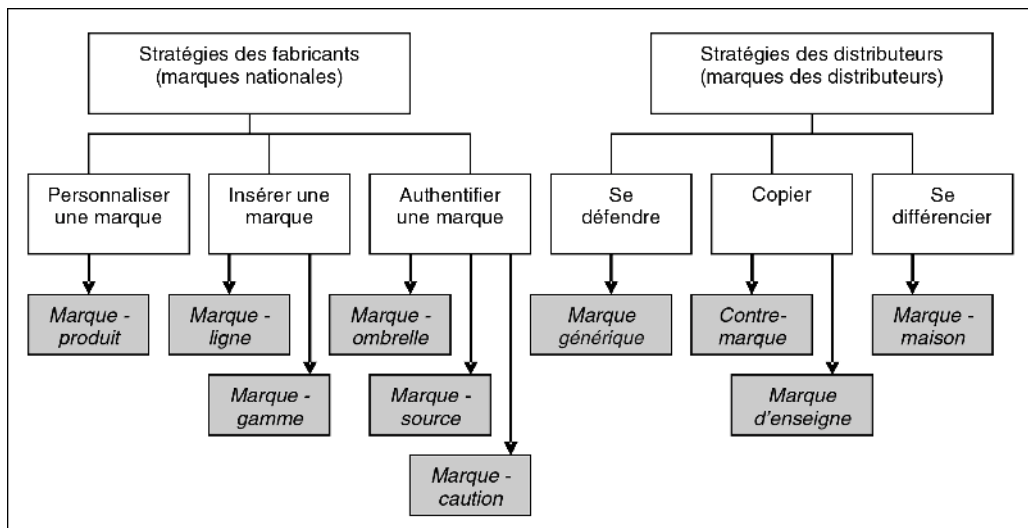 Stratégies des fabricants
(marques nationales)
Stratégies des distributeurs
(marques des distributeurs)
Personnaliser
une marque
Insérer une
marque
Authentifier
une marque
Se
défendre
Copier
Se
différencier
Marque -
produit
Marque -
ligne
Marque -
ombrelle
Marque
générique
Contre-
marque
Marque -
maison
Marque -
gamme
Marque -
source
Marque
d'enseigne
Marque -
caution